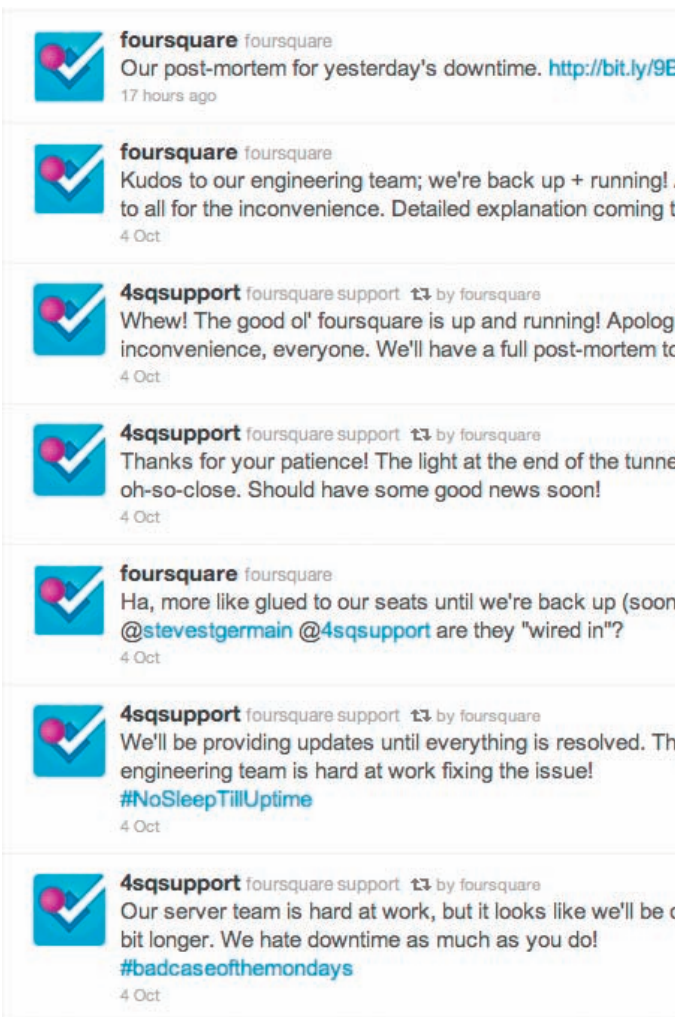 foursquare foursquare
Our post-mortem for yesterday's downtime. http://bit.ly/9B
17 hours ago
foursquare foursquare
Kudos to our engineering team; we're back up + running!
to all for the inconvenience. Detailed explanation coming
4 Oct
4sqsupport foursquare support by foursquare
Whew! The good ol' foursquare is up and running! Apolog
inconvenience, everyone. We'll have a full post-mortem
4 Oct
4sqsupport foursquare support by foursquare
Thanks for your patience! The light at the end of the tunne
oh-so-close. Should have some good news soon!
4 Oct
foursquare foursquare
Ha, more like glued to our seats until we're back up (soon
@stevestgermain @4sqsupport are they "wired in"?
4 Oct
4sqsupport foursquare support by foursquare
We'll be providing updates until everything is resolved. Th
engineering team is hard at work fixing the issue!
#NoSleepTillUptime
4 Oct
4sqsupport foursquare support by foursquare
Our server team is hard at work, but it looks like we'll be
bit longer. We hate downtime as much as you do!
#badcaseofthemondays
4 Oct